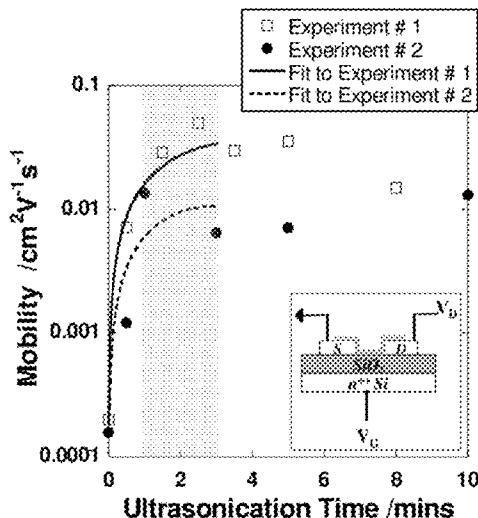 Experiment # 1
Experiment # 2
Fit to Experiment # 1
Fit to Experiment # 2
0.1
0.01
0.001
0.0001
Mobility /cm²V⁻¹s⁻¹
0 2 4 6 8 10
Ultrasonication Time /mins
V_D
S D
SiO₂
n⁺⁺ Si
V_G